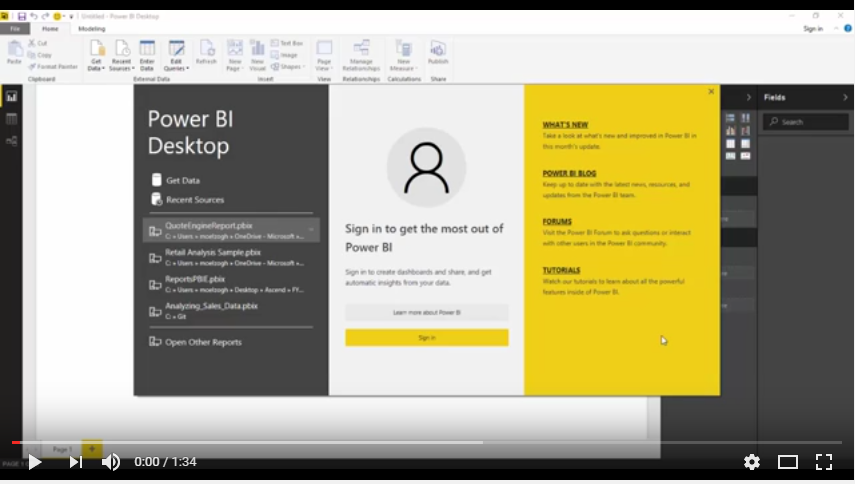 Untitled - Power BI Desktop
File
Home
Modeling
Sign in
Paste
Cut
Copy
Format Painter
Clipboard
Get
Data
Recent
Sources
Enter
Data
Edit
Queries
Refresh
External Data
New
Page
New
Visual
Text Box
Image
Shapes
Insert
Page
View
View
Manage
Relationships
Relationships
New
Measure
Calculations
Publish
Share
Power BI
Desktop
Get Data
Recent Sources
QuoteEngineReport.pbix
C: » Users » moelzogh » OneDrive - Microsoft »...
Retail Analysis Sample.pbix
C: » Users » moelzogh » OneDrive - Microsoft »...
ReportsPBIE.pbix
C: » Users » moelzogh » Desktop » Ascend » FY...
Analyzing_Sales_Data.pbix
C: » Git
Open Other Reports
Sign in to get the most out of
Power BI
Sign in to create dashboards and share, and get
automatic insights from your data.
Learn more about Power BI
Sign in
WHAT'S NEW
Take a look at what's new and improved in Power BI in
this month's update.
POWER BI BLOG
Keep up to date with the latest news, resources, and
updates from the Power BI team.
FORUMS
Visit the Power BI Forum to ask questions or interact
with other users in the Power BI community.
TUTORIALS
Watch our tutorials to learn about all the powerful
features inside of Power BI.
Fields
Search
Page 1
0:00 / 1:34